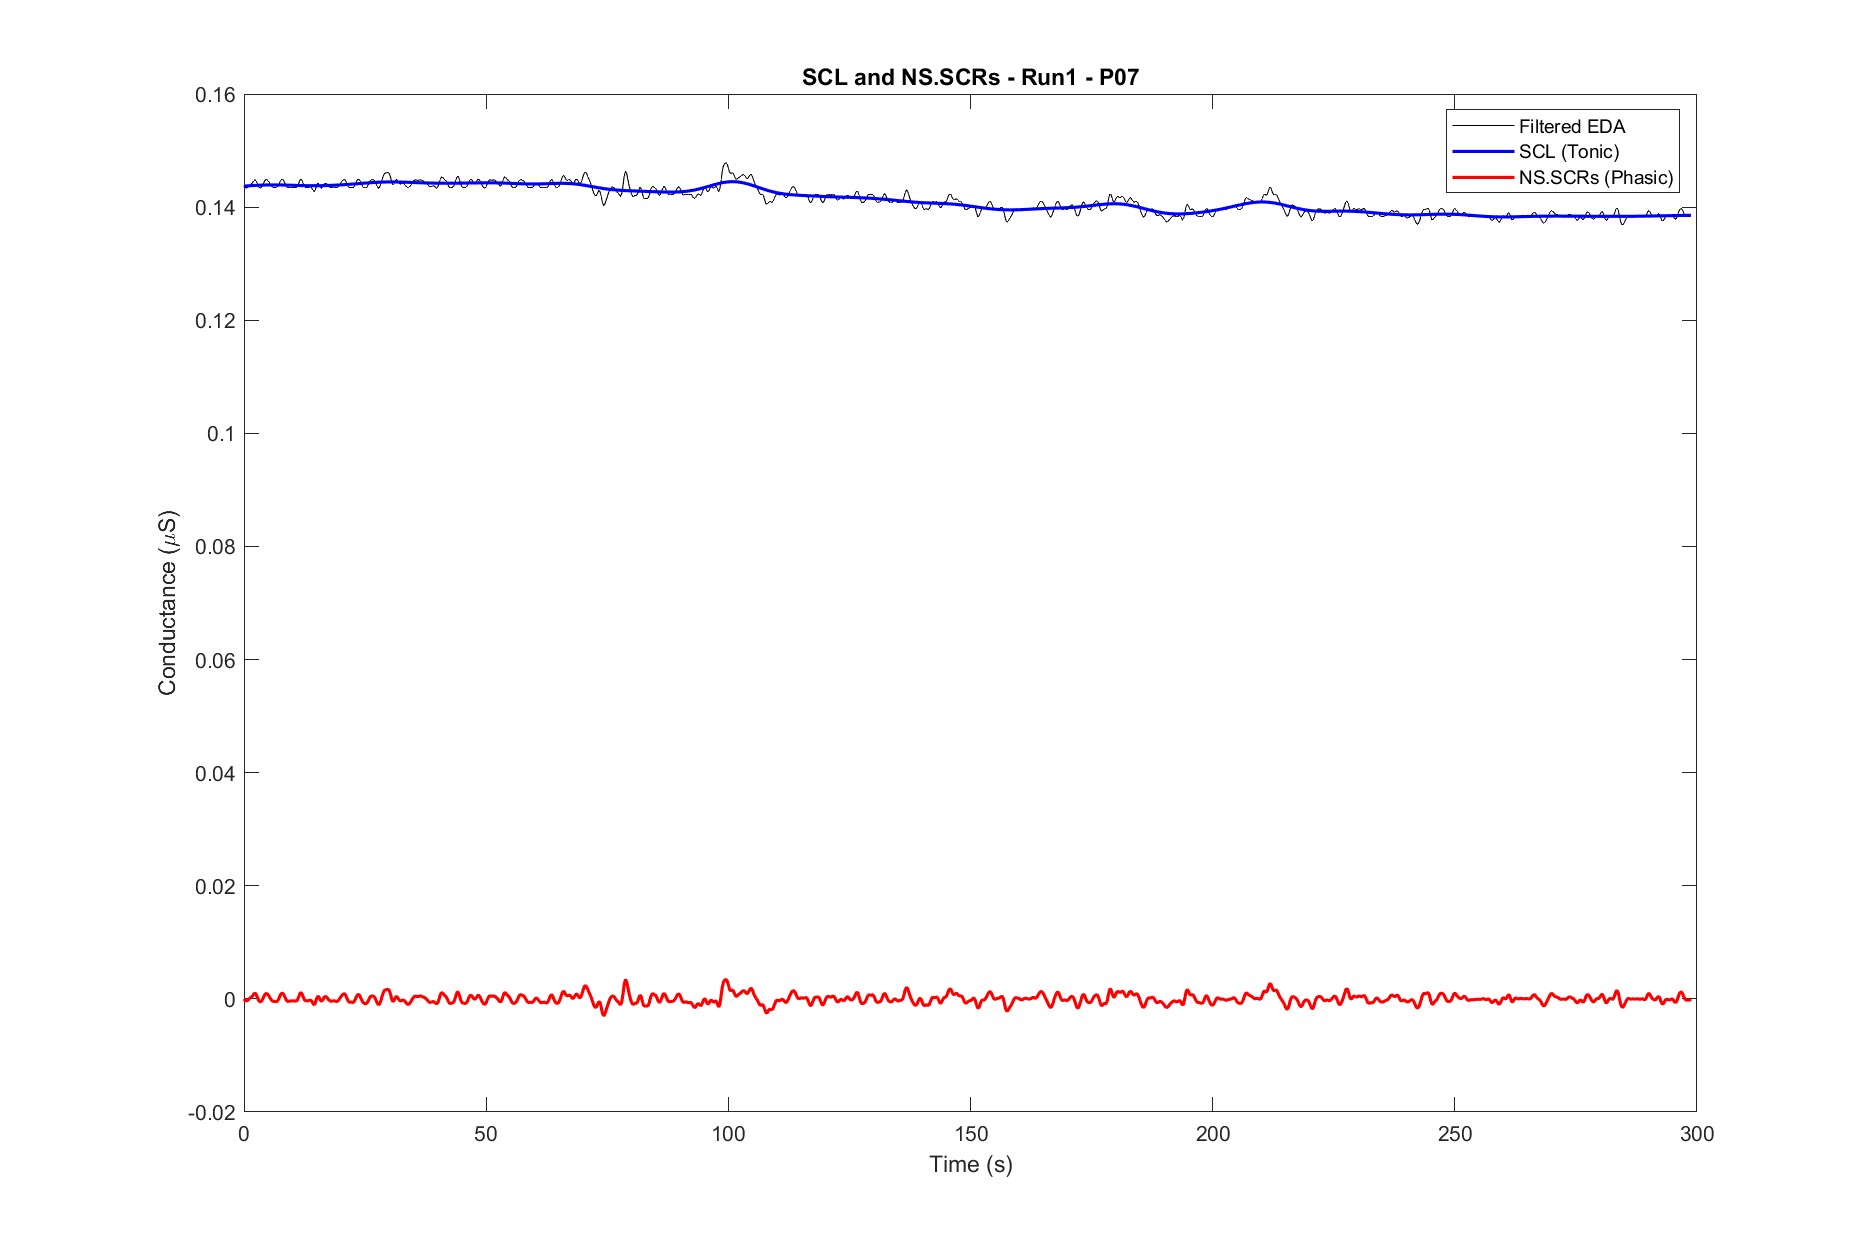 SCL and NS.SCRs - Run1 - P07
0.16
0.14
0.12
0.1
0.08
0.06
0.04
0.02
0
-0.02
Conductance (μS)
Filtered EDA
SCL (Tonic)
NS.SCRs (Phasic)
0 50 100 150 200 250 300
Time (s)